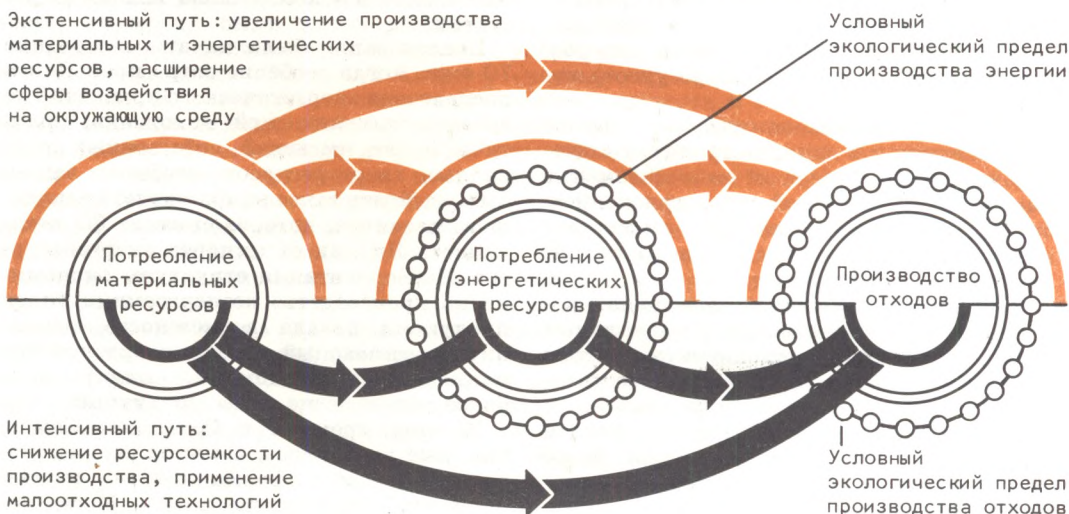 Экстенсивный путь: увеличение производства
материальных и энергетических
ресурсов, расширение
сферы воздействия
на окружающую среду
Условный
экологический предел
производства энергии
Потребление
материальных
ресурсов
Потребление
энергетических
ресурсов
Производство
отходов
Интенсивный путь:
снижение ресурсоемкости
производства, применение
малоотходных технологий
Условный
экологический предел
производства отходов